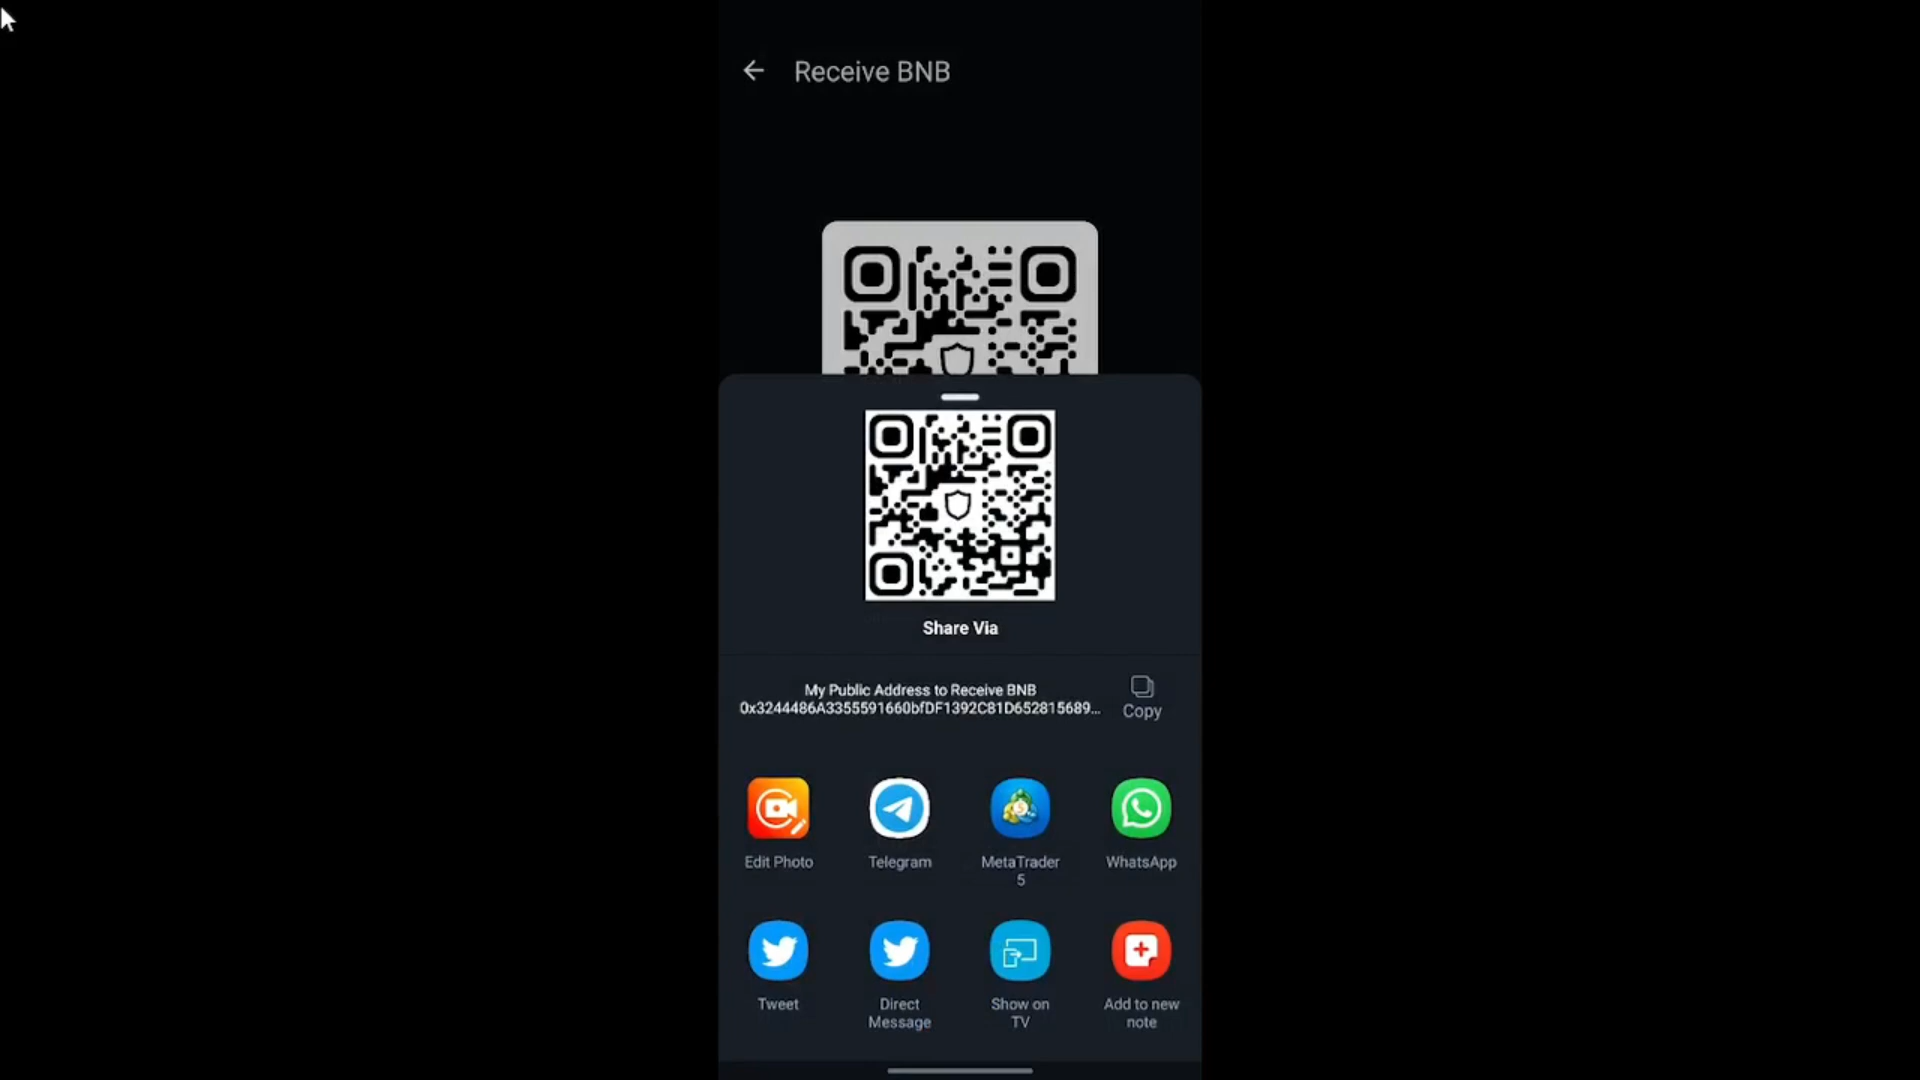 Receive BNB
Share Via
My Public Address to Receive BNB
0x3244486A3355591660bfDF1392C81D652815689...
Copy
Edit Photo
Telegram
MetaTrader
5
WhatsApp
Tweet
Direct
Message
Show on
TV
Add to new
note